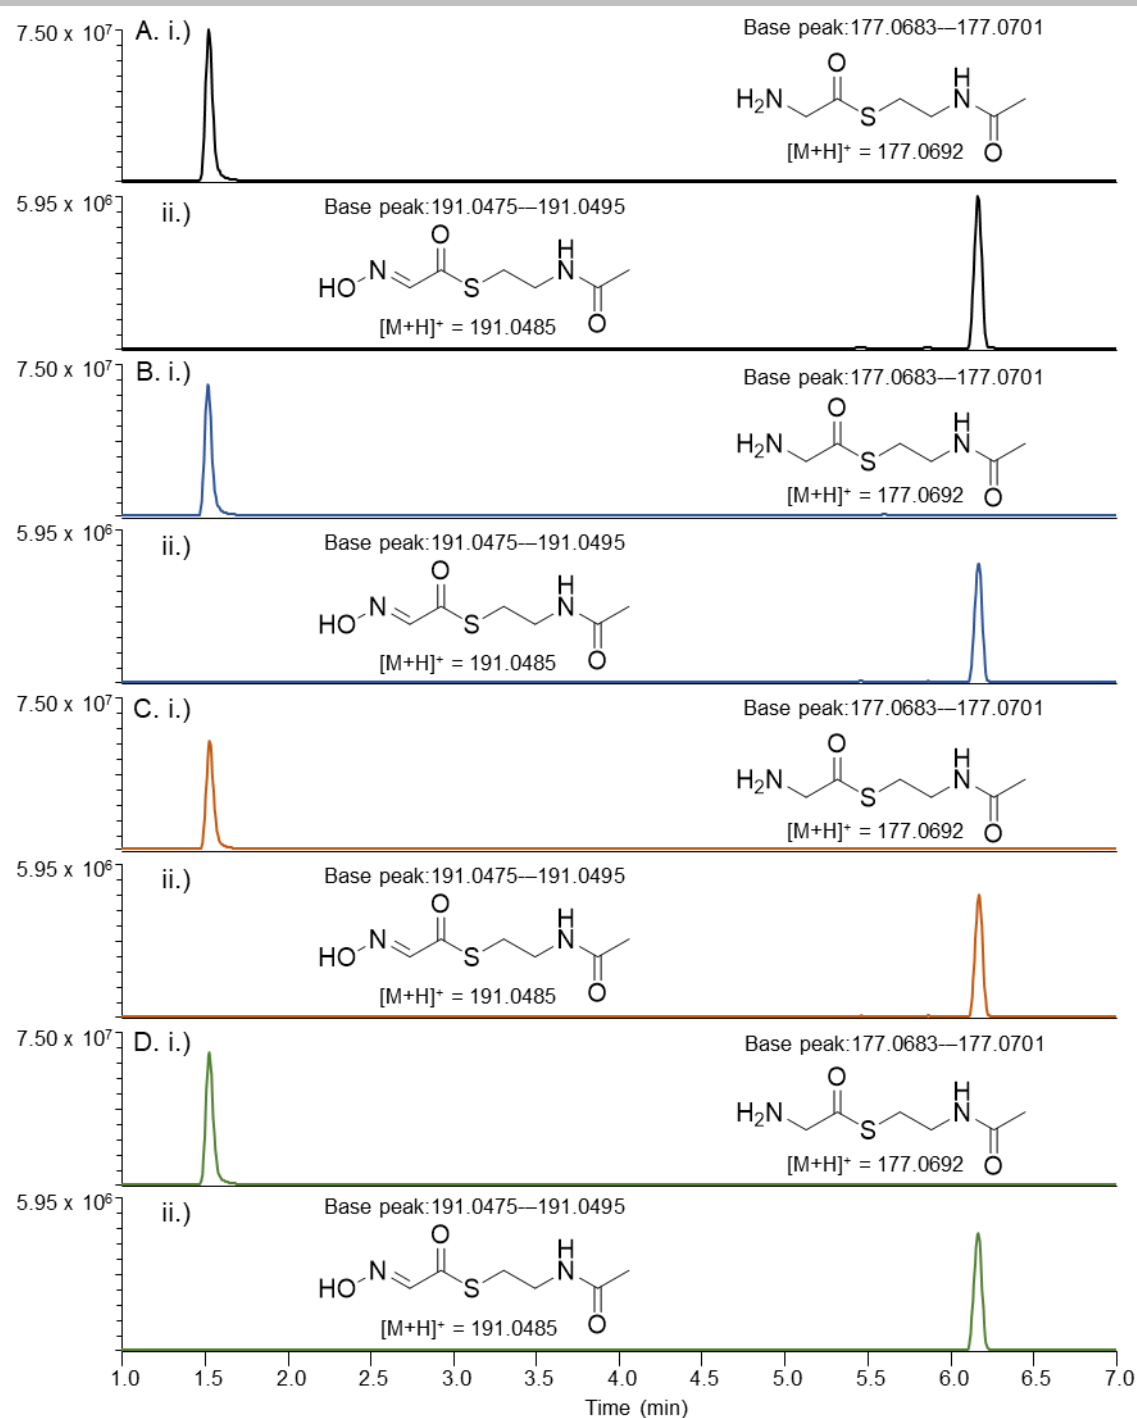 7.50 x 10⁷
A. i.)
Base peak:177.0683-–177.0701
O
H
H₂N
N
S
O
[M+H]⁺ = 177.0692
5.95 x 10⁶
ii.)
Base peak:191.0475-–191.0495
O
H
N
N
HO
S
O
[M+H]⁺ = 191.0485
7.50 x 10⁷
B. i.)
Base peak:177.0683-–177.0701
O
H
H₂N
N
S
O
[M+H]⁺ = 177.0692
5.95 x 10⁶
ii.)
Base peak:191.0475-–191.0495
O
H
N
N
HO
S
O
[M+H]⁺ = 191.0485
7.50 x 10⁷
C. i.)
Base peak:177.0683-–177.0701
O
H
H₂N
N
S
O
[M+H]⁺ = 177.0692
5.95 x 10⁶
ii.)
Base peak:191.0475-–191.0495
O
H
N
N
HO
S
O
[M+H]⁺ = 191.0485
7.50 x 10⁷
D. i.)
Base peak:177.0683-–177.0701
O
H
H₂N
N
S
O
[M+H]⁺ = 177.0692
5.95 x 10⁶
ii.)
Base peak:191.0475-–191.0495
O
H
N
N
HO
S
O
[M+H]⁺ = 191.0485
1.0 1.5 2.0 2.5 3.0 3.5 4.0 4.5 5.0 5.5 6.0 6.5 7.0
Time (min)